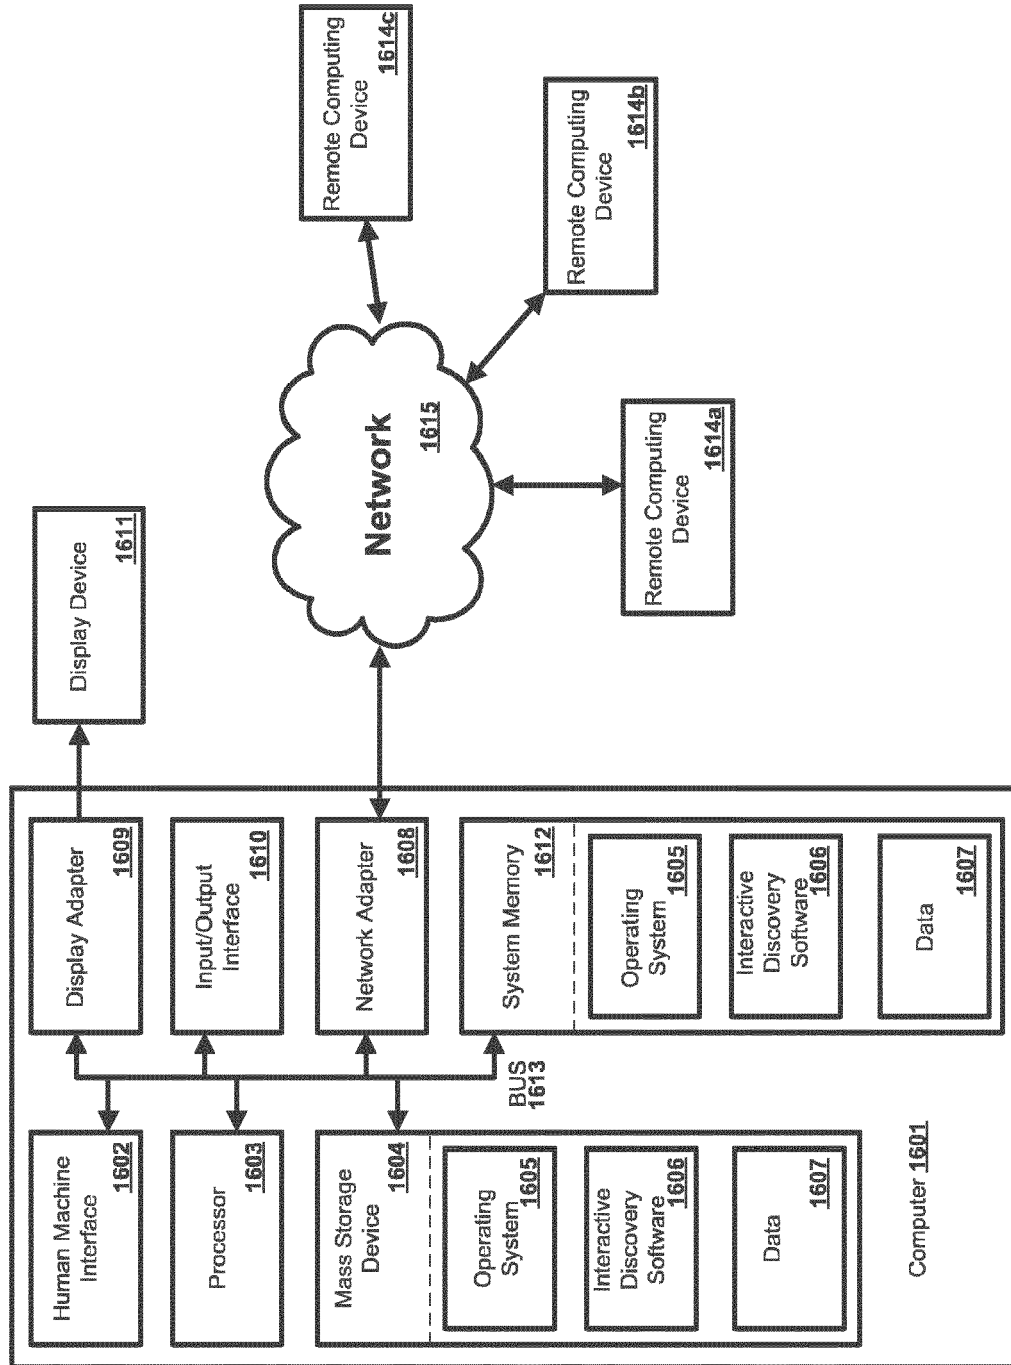 Human Machine
Interface
1602
Processor
1603
Mass Storage
Device
1604
Operating
System
1605
Interactive
Discovery
Software
1606
Data
1607
Computer 1601
BUS
1613
Display Adapter
1609
Input/Output
Interface
1610
Network Adapter
1608
System Memory
1612
Operating
System
1605
Interactive
Discovery
Software
1606
Data
1607
Display Device
1611
Network
1615
Remote Computing
Device
1614a
Remote Computing
Device
1614b
Remote Computing
Device
1614c